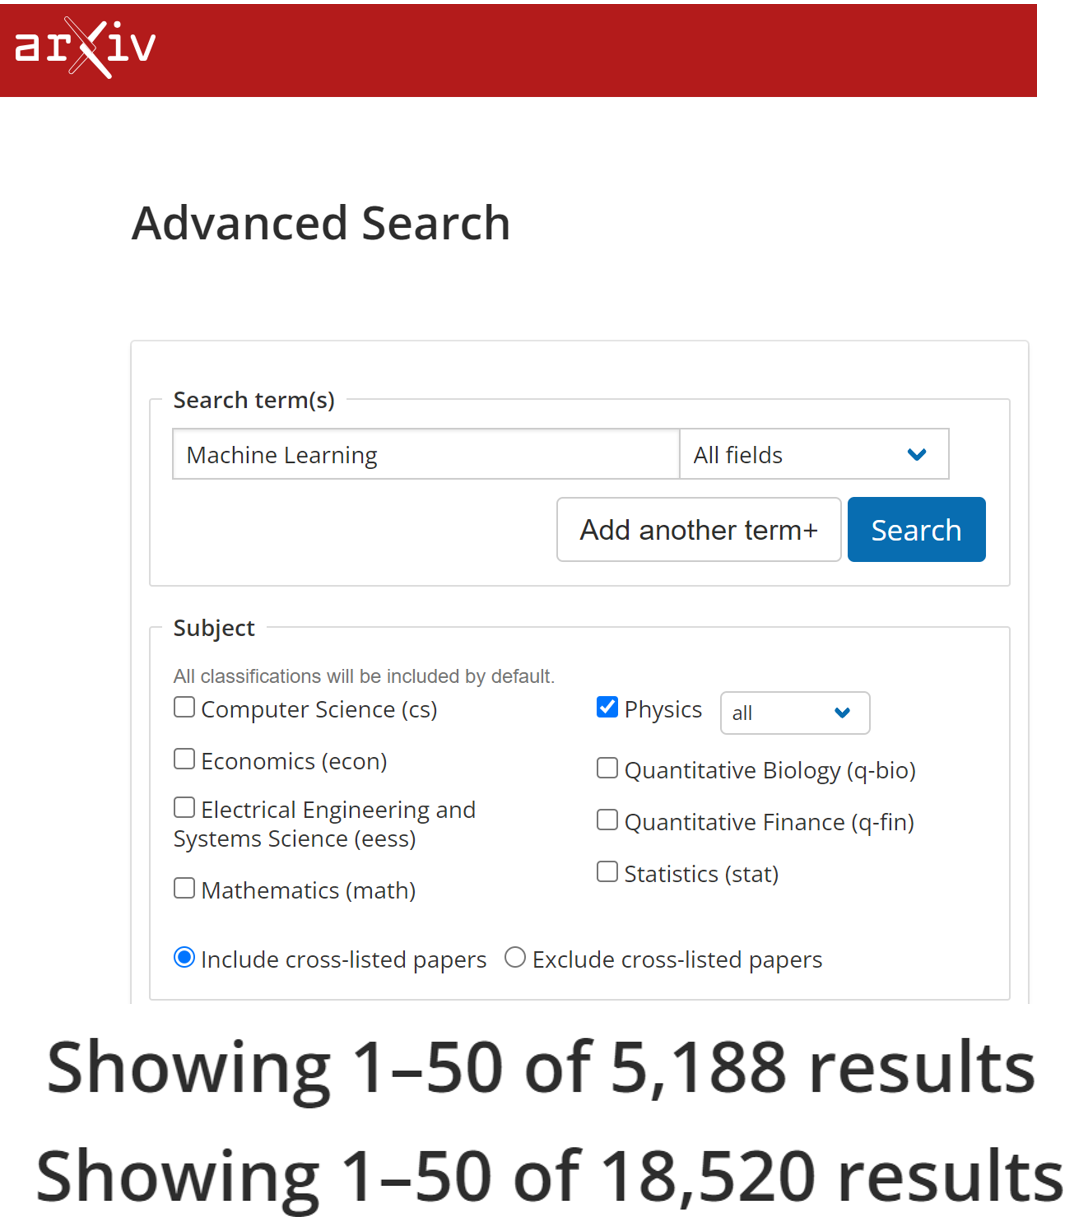 arXiv
Advanced Search
Search term(s)
Machine Learning All fields
Add another term+ Search
Subject
All classifications will be included by default.
Computer Science (cs)
Economics (econ)
Electrical Engineering and
Systems Science (eess)
Mathematics (math)
Physics all
Quantitative Biology (q-bio)
Quantitative Finance (q-fin)
Statistics (stat)
Include cross-listed papers Exclude cross-listed papers
Showing 1–50 of 5,188 results
Showing 1–50 of 18,520 results